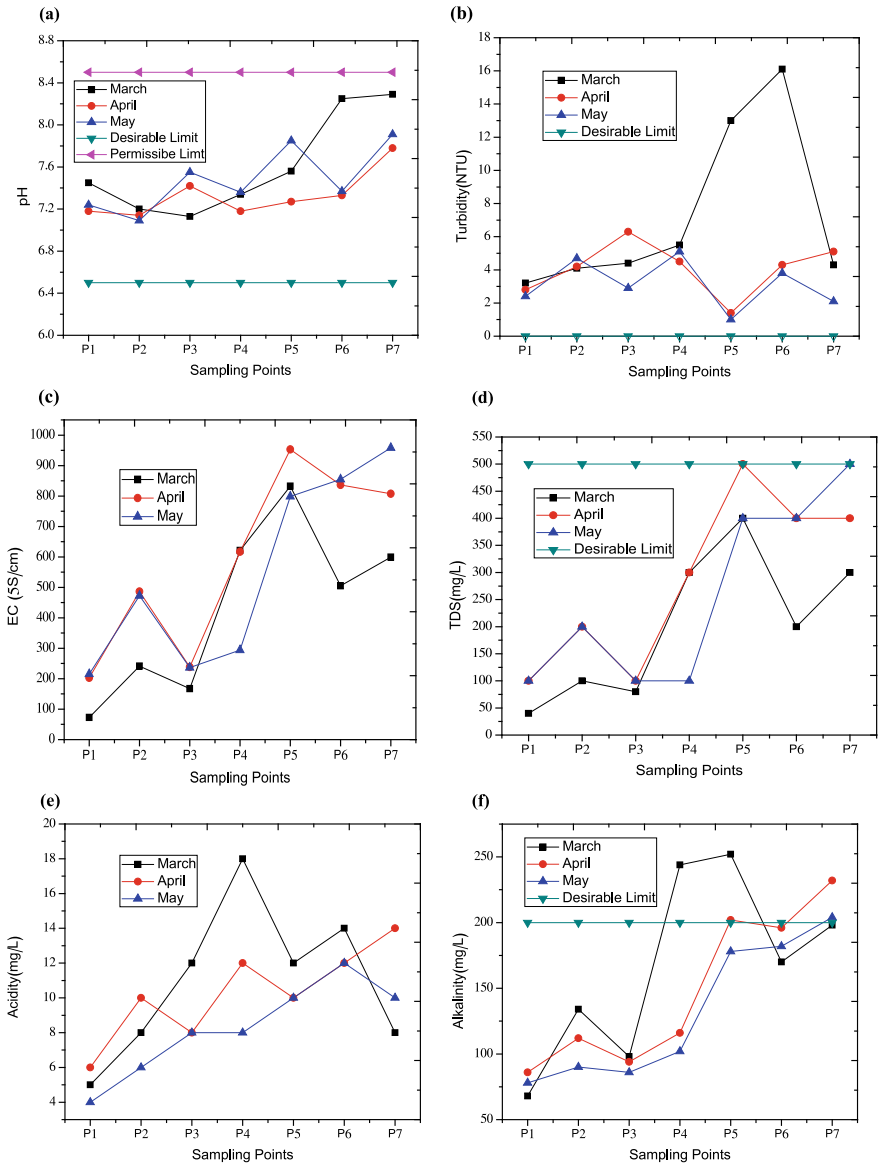 (a)
8.8
8.4
8.0
7.6
7.2
6.8
6.4
6.0
pH
March
April
May
Desirable Limit
Permissibe Limt
P1 P2 P3 P4 P5 P6 P7
Sampling Points
(b)
18
16
14
12
10
8
6
4
2
0
Turbidity(NTU)
March
April
May
Desirable Limit
P1 P2 P3 P4 P5 P6 P7
Sampling Points
(c)
1000
900
800
700
600
500
400
300
200
100
0
EC (5S/cm)
March
April
May
P1 P2 P3 P4 P5 P6 P7
Sampling Points
(d)
550
500
450
400
350
300
250
200
150
100
50
0
TDS(mg/L)
March
April
May
Desirable Limit
P1 P2 P3 P4 P5 P6 P7
Sampling Points
(e)
20
18
16
14
12
10
8
6
4
Acidity(mg/L)
March
April
May
P1 P2 P3 P4 P5 P6 P7
Sampling Points
(f)
250
200
150
100
50
Alkalinity(mg/L)
March
April
May
Desirable Limit
P1 P2 P3 P4 P5 P6 P7
Sampling Points